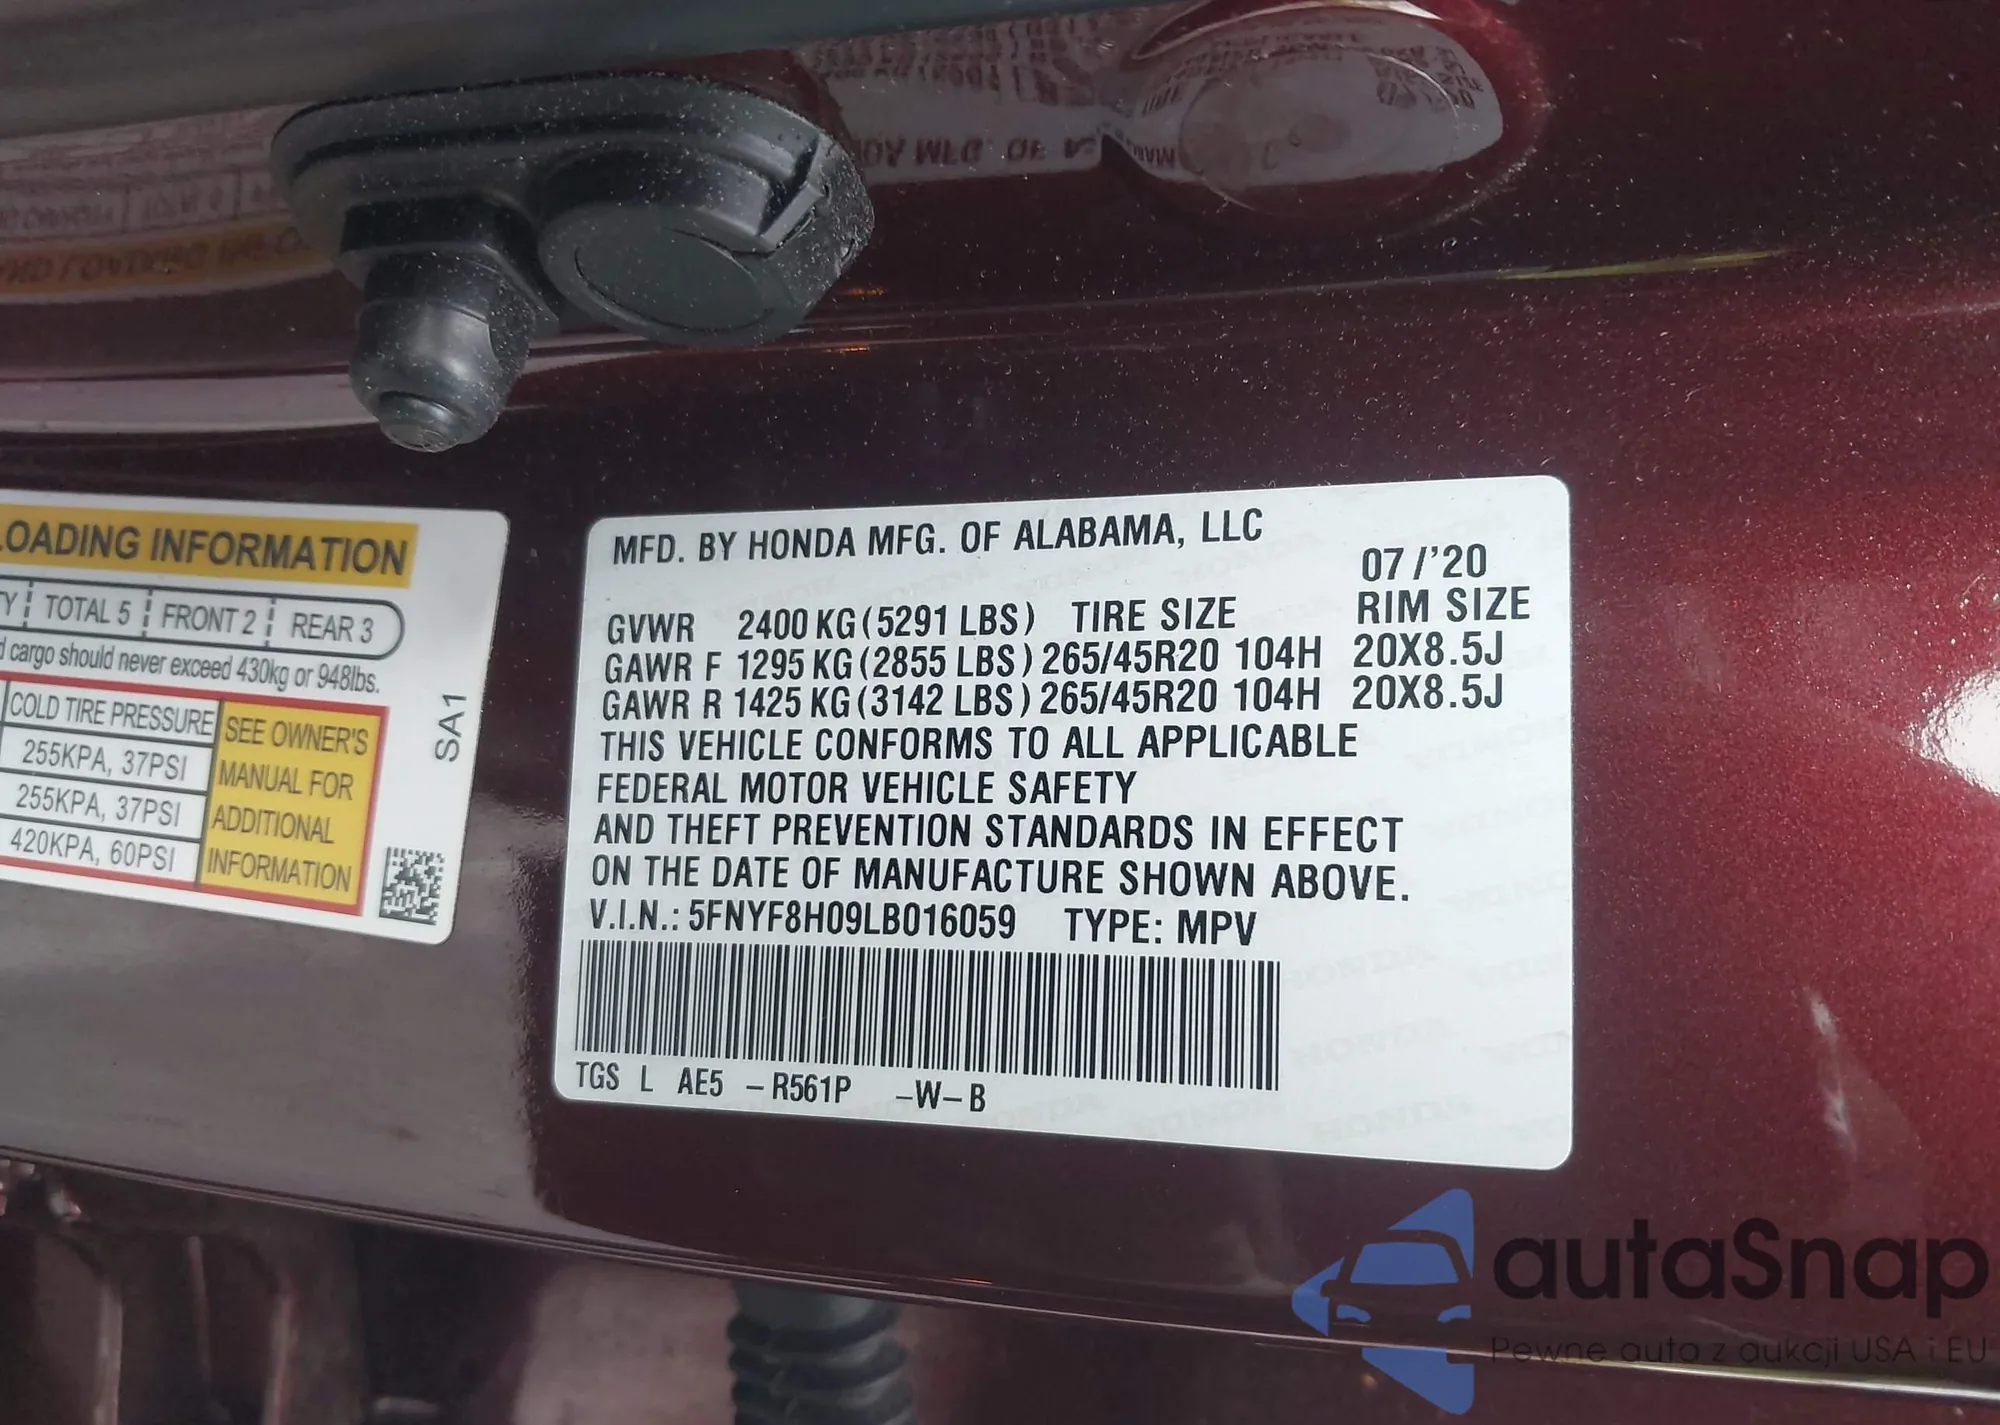 LOADING INFORMATION
TOTAL 5 FRONT 2 REAR 3
cargo should never exceed 430kg or 948lbs.
COLD TIRE PRESSURE
255KPA, 37PSI
255KPA, 37PSI
420KPA, 60PSI
SEE OWNER'S
MANUAL FOR
ADDITIONAL
INFORMATION
SA1
MFD. BY HONDA MFG. OF ALABAMA, LLC
07/'20
GVWR 2400 KG (5291 LBS) TIRE SIZE RIM SIZE
GAWR F 1295 KG (2855 LBS) 265/45R20 104H 20X8.5J
GAWR R 1425 KG (3142 LBS) 265/45R20 104H 20X8.5J
THIS VEHICLE CONFORMS TO ALL APPLICABLE
FEDERAL MOTOR VEHICLE SAFETY
AND THEFT PREVENTION STANDARDS IN EFFECT
ON THE DATE OF MANUFACTURE SHOWN ABOVE.
V.I.N.: 5FNYF8H09LB016059 TYPE: MPV
TGS L AE5 -R561P -W-B
autaSnap
Pewne auta z aukcji USA i EU